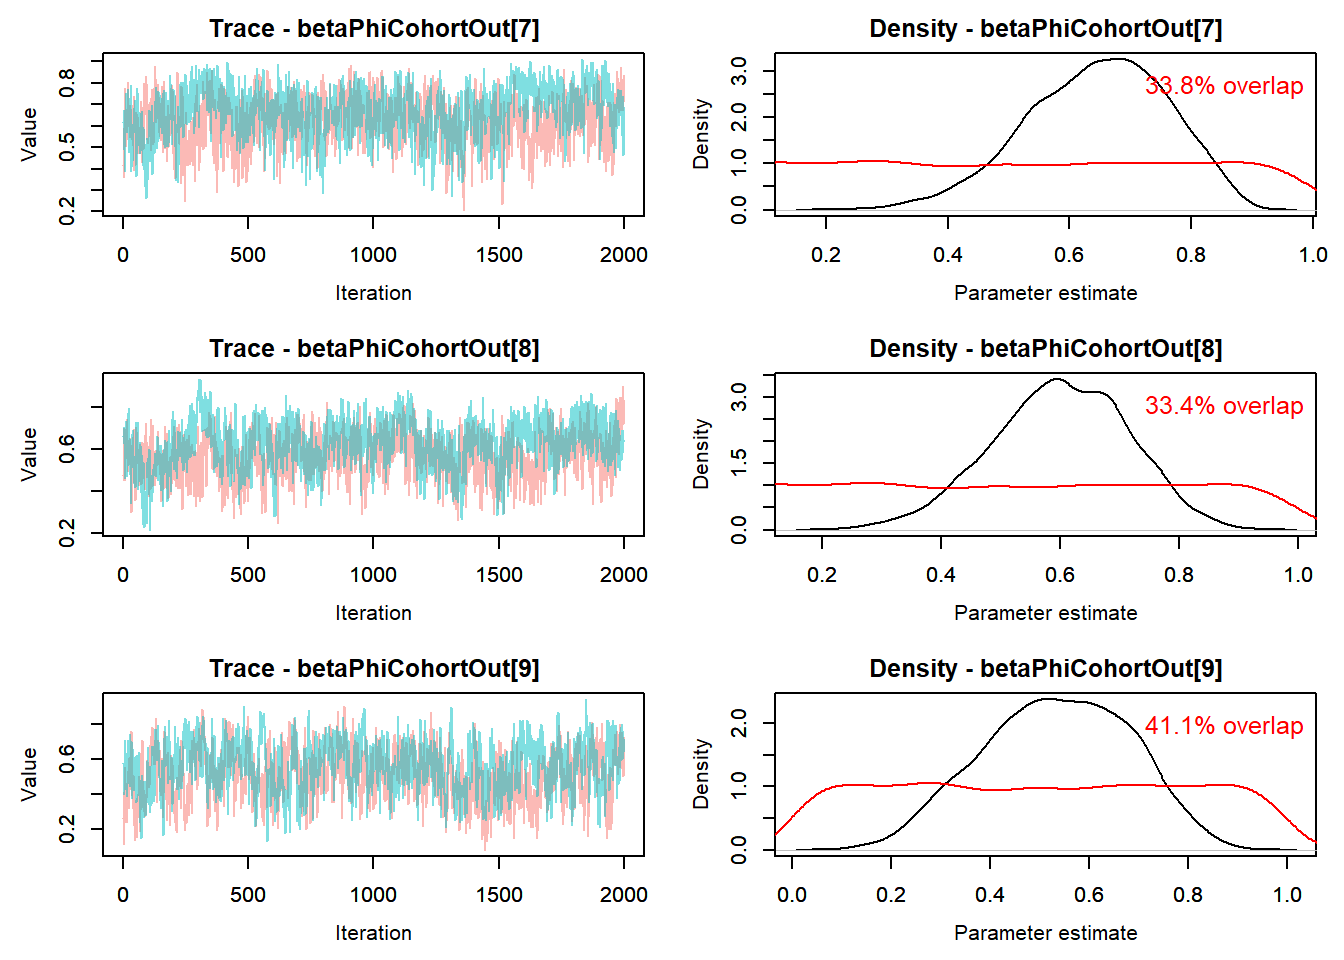 Trace - betaPhiCohortOut[7]
Value
0.2 0.5 0.8
0 500 1000 1500 2000
Iteration
Density - betaPhiCohortOut[7]
33.8% overlap
Density
0.0 1.0 2.0 3.0
0.2 0.4 0.6 0.8 1.0
Parameter estimate
Trace - betaPhiCohortOut[8]
Value
0.2 0.6
0 500 1000 1500 2000
Iteration
Density - betaPhiCohortOut[8]
33.4% overlap
Density
0.0 1.5 3.0
0.2 0.4 0.6 0.8 1.0
Parameter estimate
Trace - betaPhiCohortOut[9]
Value
0.2 0.6
0 500 1000 1500 2000
Iteration
Density - betaPhiCohortOut[9]
41.1% overlap
Density
0.0 1.0 2.0
0.0 0.2 0.4 0.6 0.8 1.0
Parameter estimate